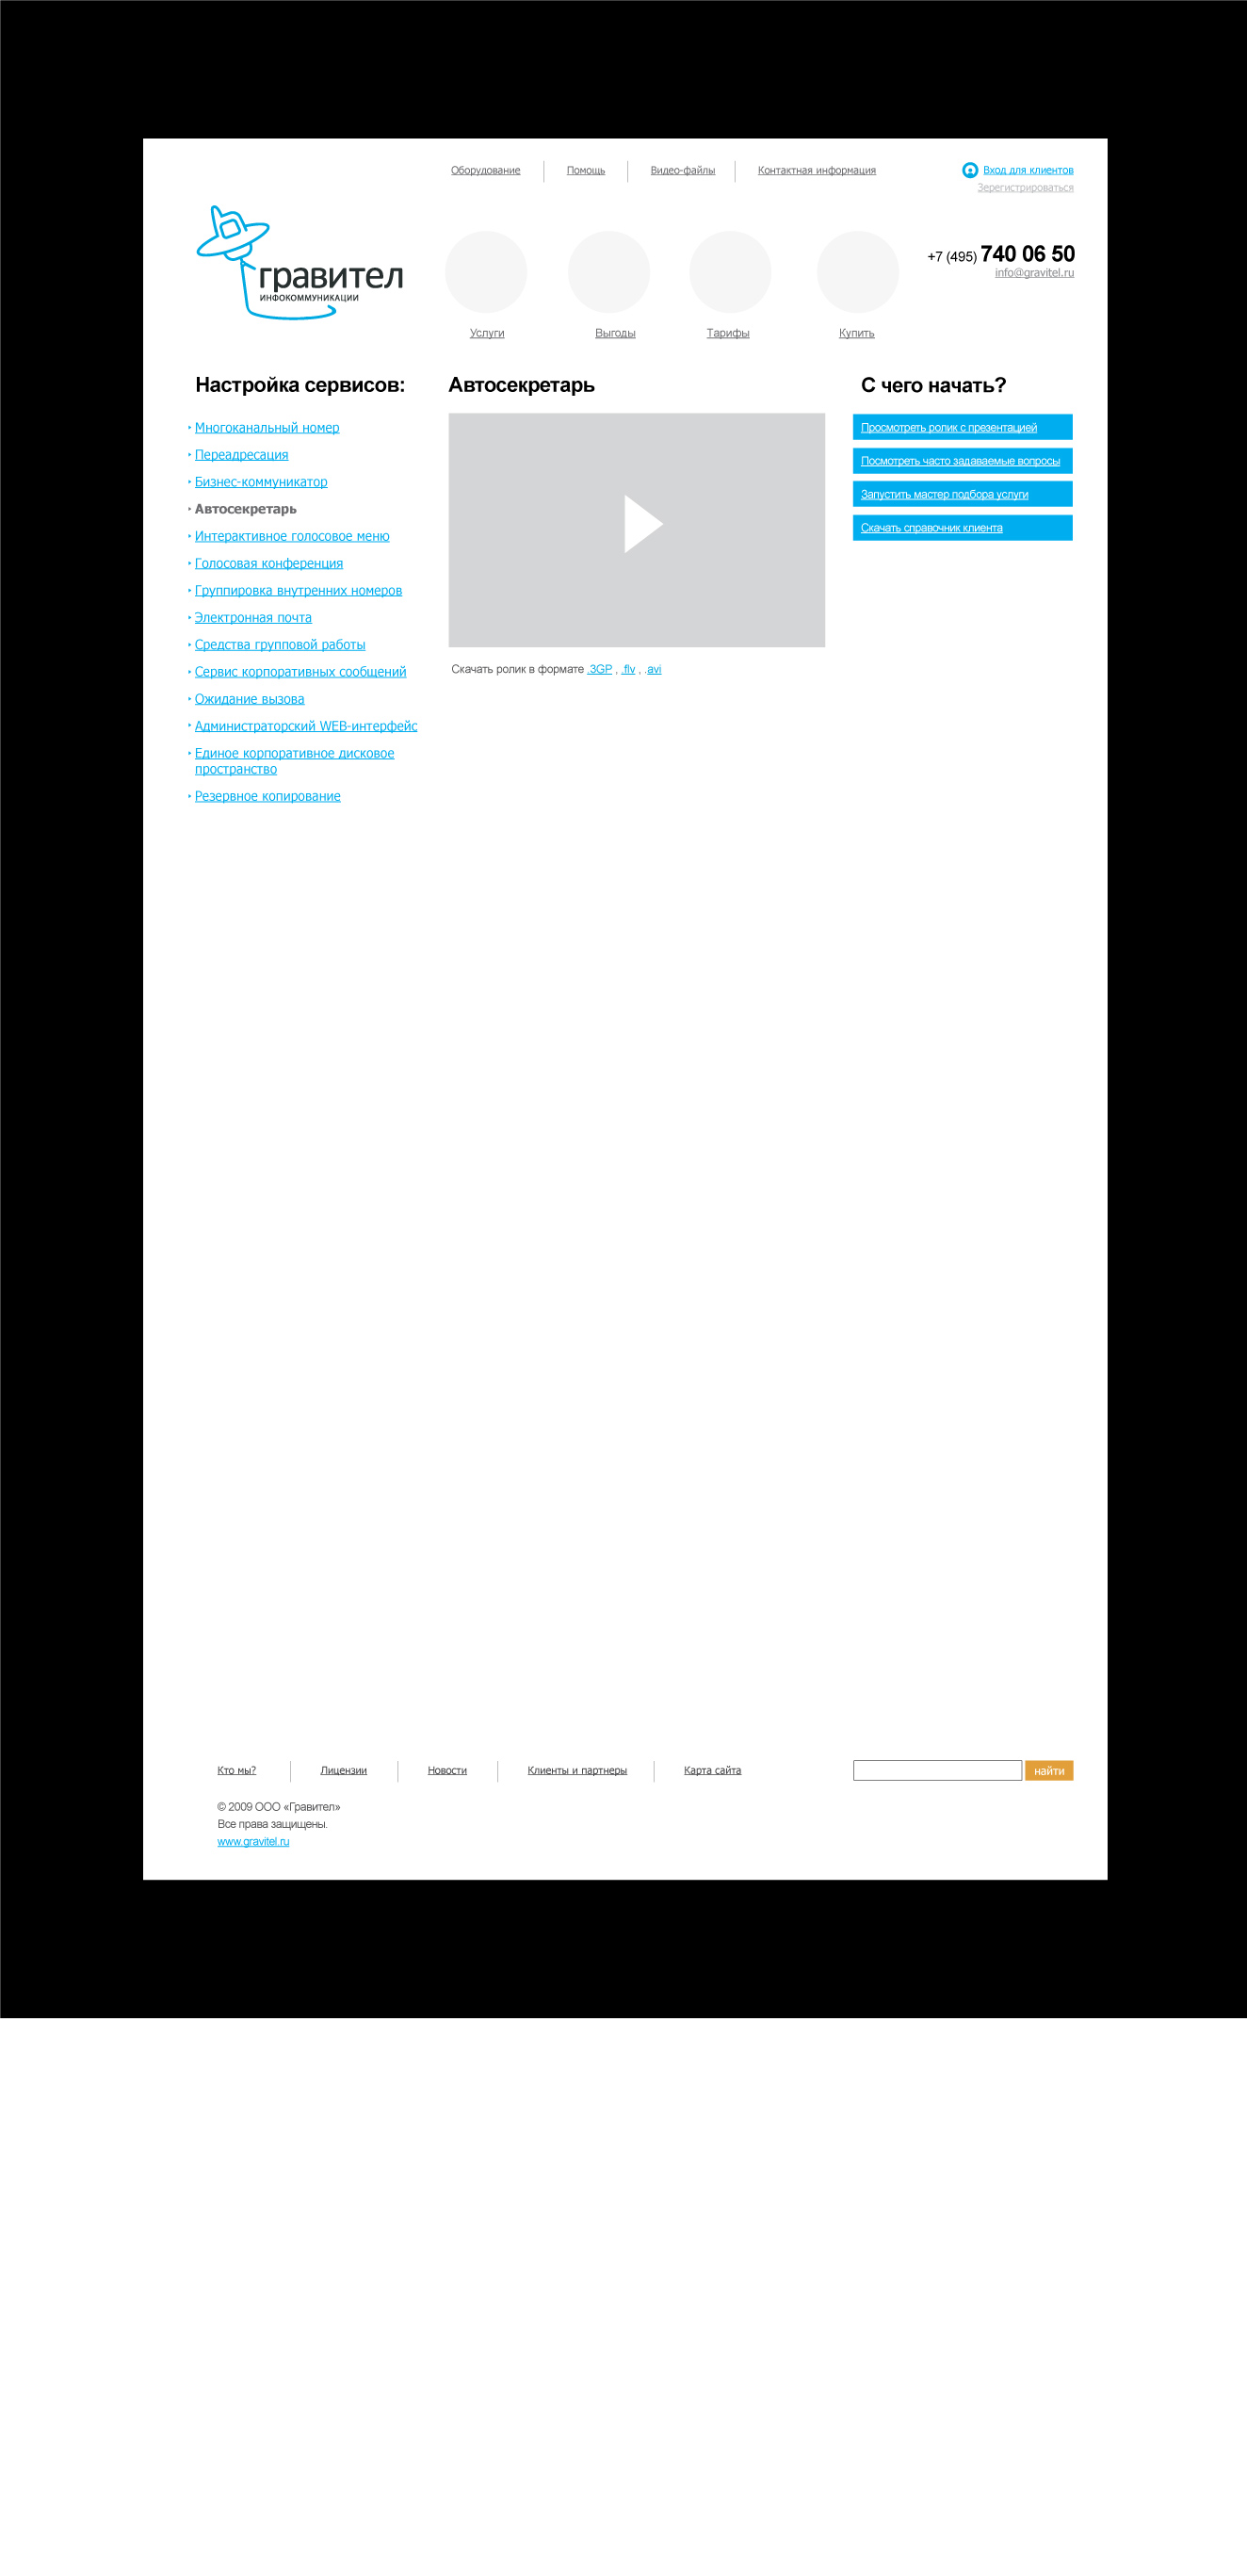 Оборудование
Помощь
Видео-файлы
Контактная информация
Вход для клиентов
Зерегистрироваться
гравител
ИНФОКОММУНИКАЦИИ
+7 (495) 740 06 50
info@gravitel.ru
Услуги
Выгоды
Тарифы
Купить
Настройка сервисов:
Многоканальный номер
Переадресация
Бизнес-коммуникатор
Автосекретарь
Интерактивное голосовое меню
Голосовая конференция
Группировка внутренних номеров
Электронная почта
Средства групповой работы
Сервис корпоративных сообщений
Ожидание вызова
Администраторский WEB-интерфейс
Единое корпоративное дисковое
пространство
Резервное копирование
Автосекретарь
Скачать ролик в формате .3GP , .flv , .avi
С чего начать?
Просмотреть ролик с презентацией
Посмотреть часто задаваемые вопросы
Запустить мастер подбора услуги
Скачать справочник клиента
Кто мы?
Лицензии
Новости
Клиенты и партнеры
Карта сайта
найти
© 2009 ООО «Гравител»
Все права защищены.
www.gravitel.ru